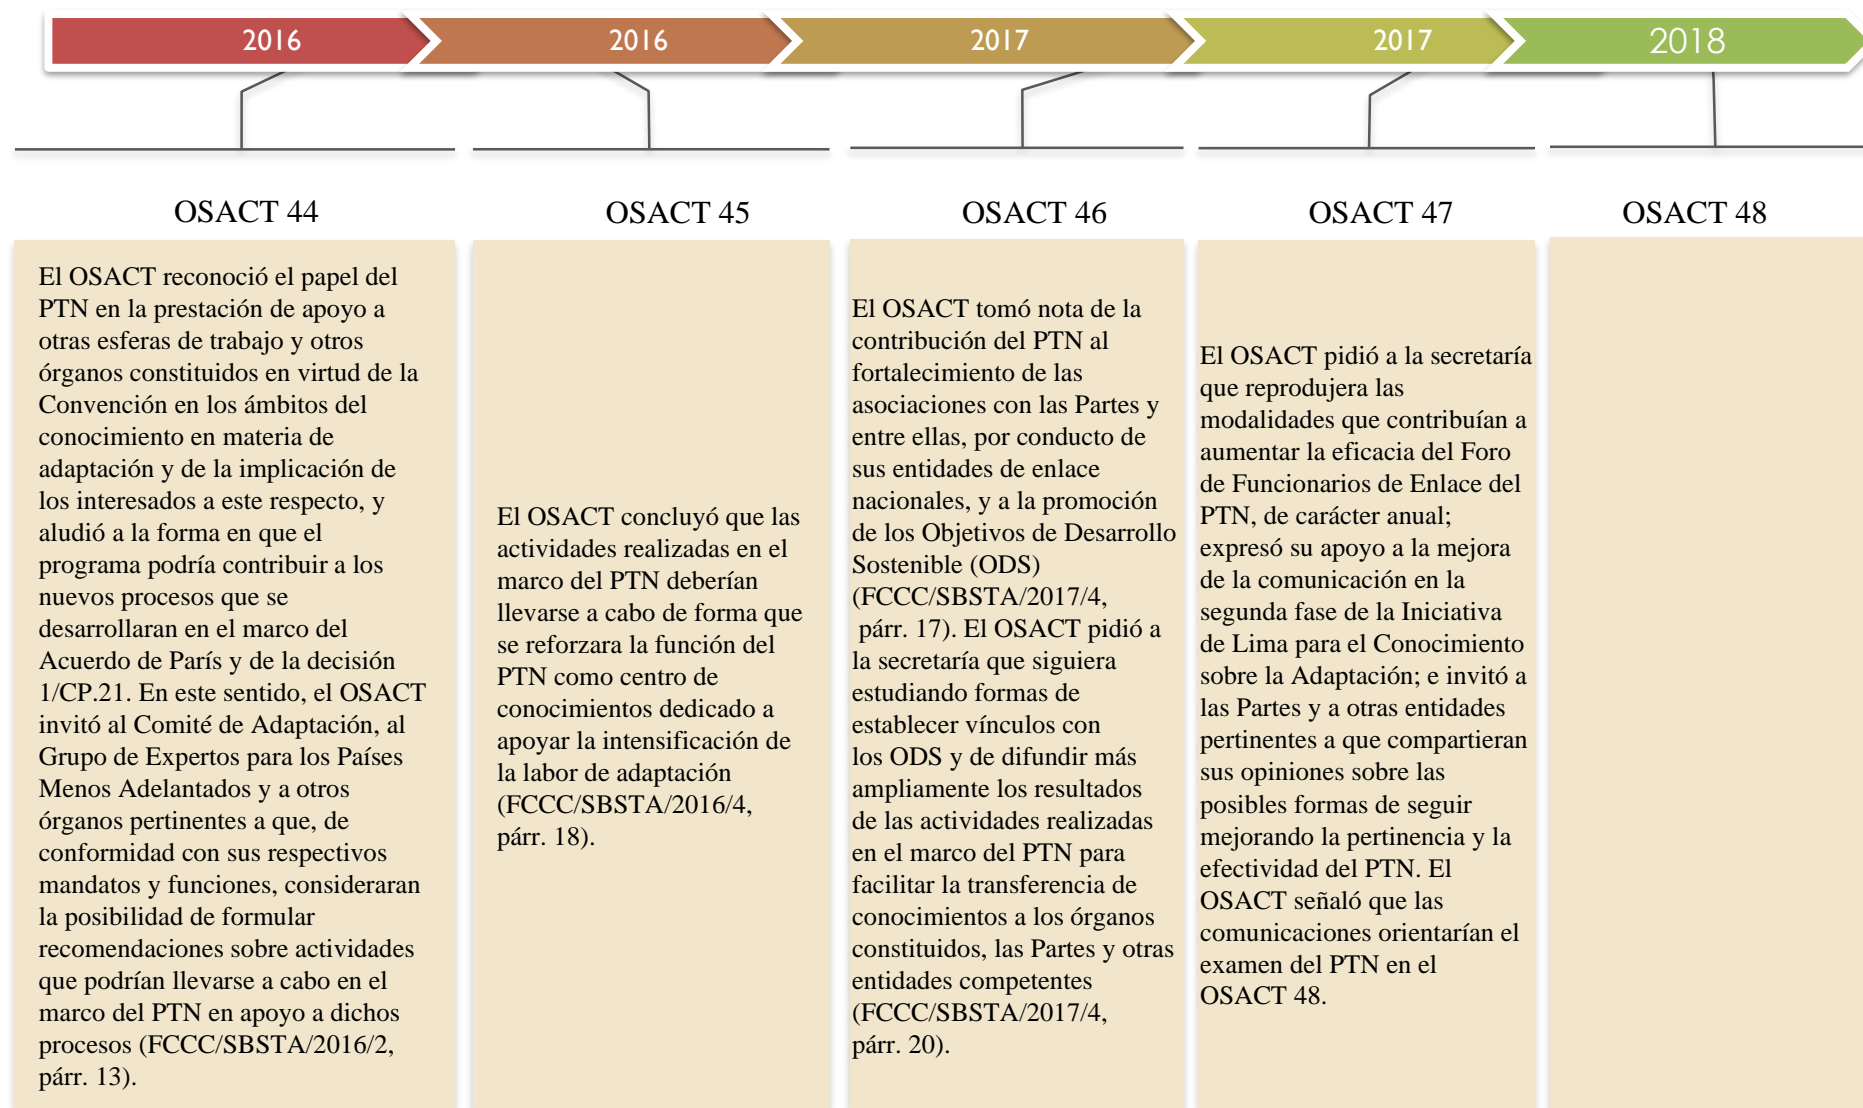 2016
2016
2017
2017
2018
OSACT 44
OSACT 45
OSACT 46
OSACT 47
OSACT 48
El OSACT reconoció el papel del
PTN en la prestación de apoyo a
otras esferas de trabajo y otros
órganos constituidos en virtud de la
Convención en los ámbitos del
conocimiento en materia de
adaptación y de la implicación de
los interesados a este respecto, y
aludió a la forma en que el
programa podría contribuir a los
nuevos procesos que se
desarrollaran en el marco del
Acuerdo de París y de la decisión
1/CP.21. En este sentido, el OSACT
invitó al Comité de Adaptación, al
Grupo de Expertos para los Países
Menos Adelantados y a otros
órganos pertinentes a que, de
conformidad con sus respectivos
mandatos y funciones, consideraran
la posibilidad de formular
recomendaciones sobre actividades
que podrían llevarse a cabo en el
marco del PTN en apoyo a dichos
procesos (FCCC/SBSTA/2016/2,
párr. 13).
El OSACT concluyó que las
actividades realizadas en el
marco del PTN deberían
llevarse a cabo de forma que
se reforzara la función del
PTN como centro de
conocimientos dedicado a
apoyar la intensificación de
la labor de adaptación
(FCCC/SBSTA/2016/4,
párr. 18).
El OSACT tomó nota de la
contribución del PTN al
fortalecimiento de las
asociaciones con las Partes y
entre ellas, por conducto de
sus entidades de enlace
nacionales, y a la promoción
de los Objetivos de Desarrollo
Sostenible (ODS)
(FCCC/SBSTA/2017/4,
párr. 17). El OSACT pidió a
la secretaría que siguiera
estudiando formas de
establecer vínculos con
los ODS y de difundir más
ampliamente los resultados
de las actividades realizadas
en el marco del PTN para
facilitar la transferencia de
conocimientos a los órganos
constituidos, las Partes y otras
entidades competentes
(FCCC/SBSTA/2017/4,
párr. 20).
El OSACT pidió a la secretaría
que reprodujera las
modalidades que contribuían a
aumentar la eficacia del Foro
de Funcionarios de Enlace del
PTN, de carácter anual;
expresó su apoyo a la mejora
de la comunicación en la
segunda fase de la Iniciativa
de Lima para el Conocimiento
sobre la Adaptación; e invitó a
las Partes y a otras entidades
pertinentes a que compartieran
sus opiniones sobre las
posibles formas de seguir
mejorando la pertinencia y la
efectividad del PTN. El
OSACT señaló que las
comunicaciones orientarían el
examen del PTN en el
OSACT 48.